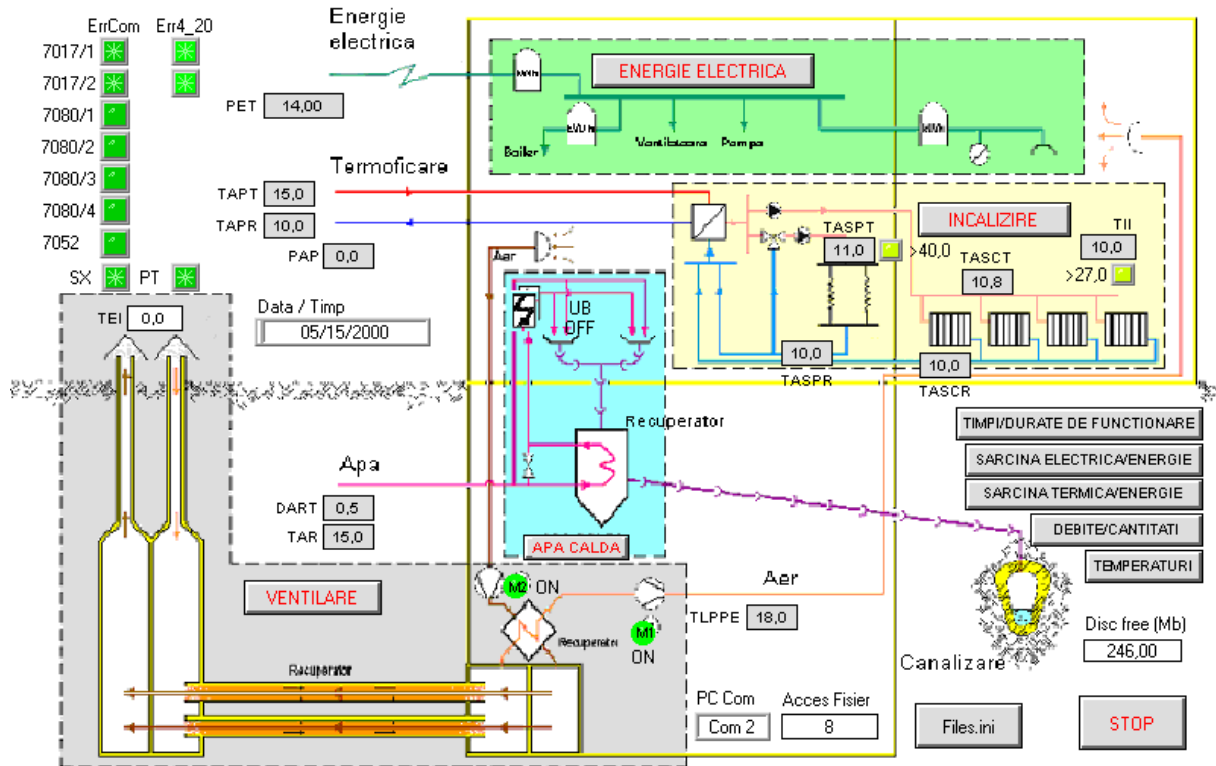 ErrCom Err4_20
7017/1
7017/2
7080/1
7080/2
7080/3
7080/4
7052
SX PT
Energie
electrica
PET 14,00
ENERGIE ELECTRICA
Boiler
Ventilatoare Pompe
Termoficare
TAPT 15,0
TAPR 10,0
PAP 0,0
INCALIZIRE
TASPT
11,0 >40,0
TASCT
10,8
TII
10,0
>27,0
10,0
TASPR
10,0
TASCR
Aer
TEI 0,0
Data / Timp
05/15/2000
UB
OFF
Recuperator
Apa
DART 0,5
TAR 15,0
APA CALDA
TIMPI/DURATE DE FUNCTIONARE
SARCINA ELECTRICA/ENERGIE
SARCINA TERMICA/ENERGIE
DEBITE/CANTITATI
TEMPERATURI
VENTILARE
M2 ON
Recuperator
M1
ON
Aer
TLPPE 18,0
Recuperator
Canalizare
Disc free (Mb)
246,00
PC Com
Com 2
Acces Fisier
8
Files.ini
STOP